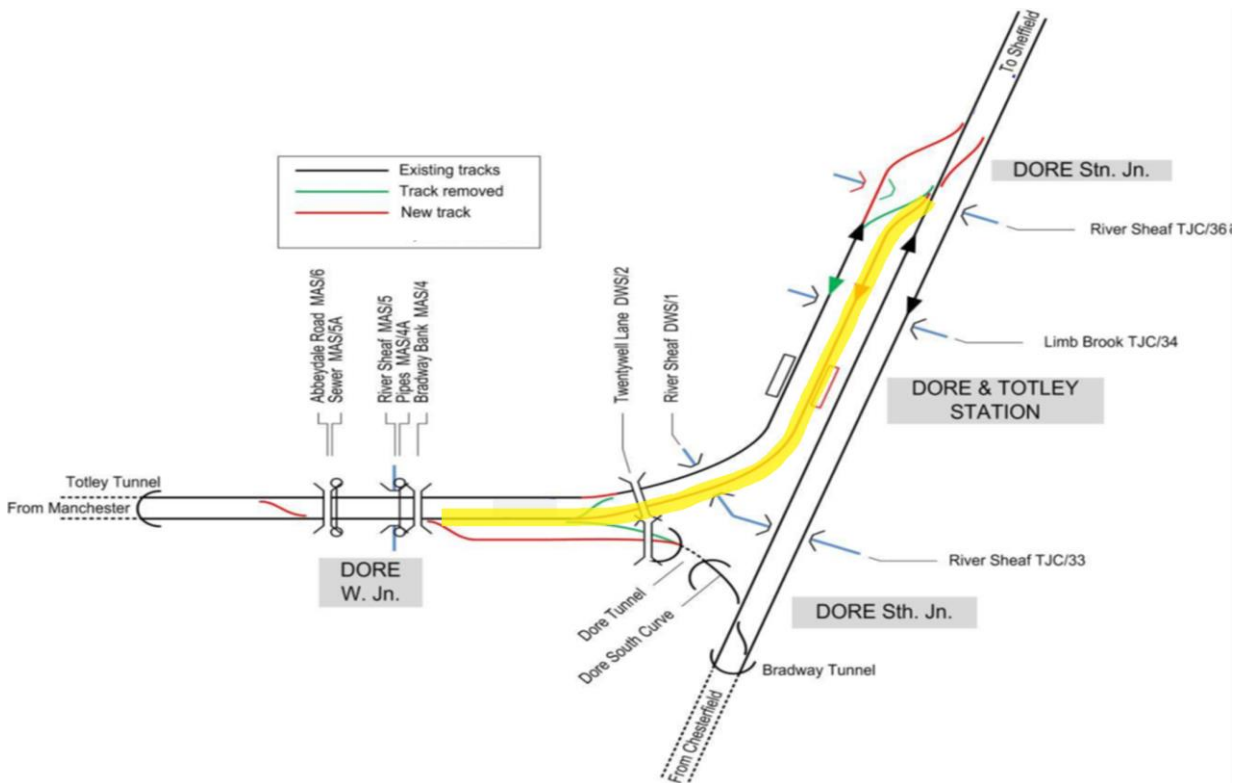 To Sheffield
Existing tracks
Track removed
New track
DORE Stn. Jn.
River Sheaf TJC/36
Limb Brook TJC/34
DORE & TOTLEY
STATION
Abbeydale Road MAS/6
Sewer MAS/5A
River Sheaf MAS/5
Pipes MAS/4A
Bradway Bank MAS/4
Twentywell Lane DWS/2
River Sheaf DWS/1
Totley Tunnel
From Manchester
DORE
W. Jn.
River Sheaf TJC/33
Dore Tunnel
Dore South Curve
DORE Sth. Jn.
Bradway Tunnel
From Chesterfield